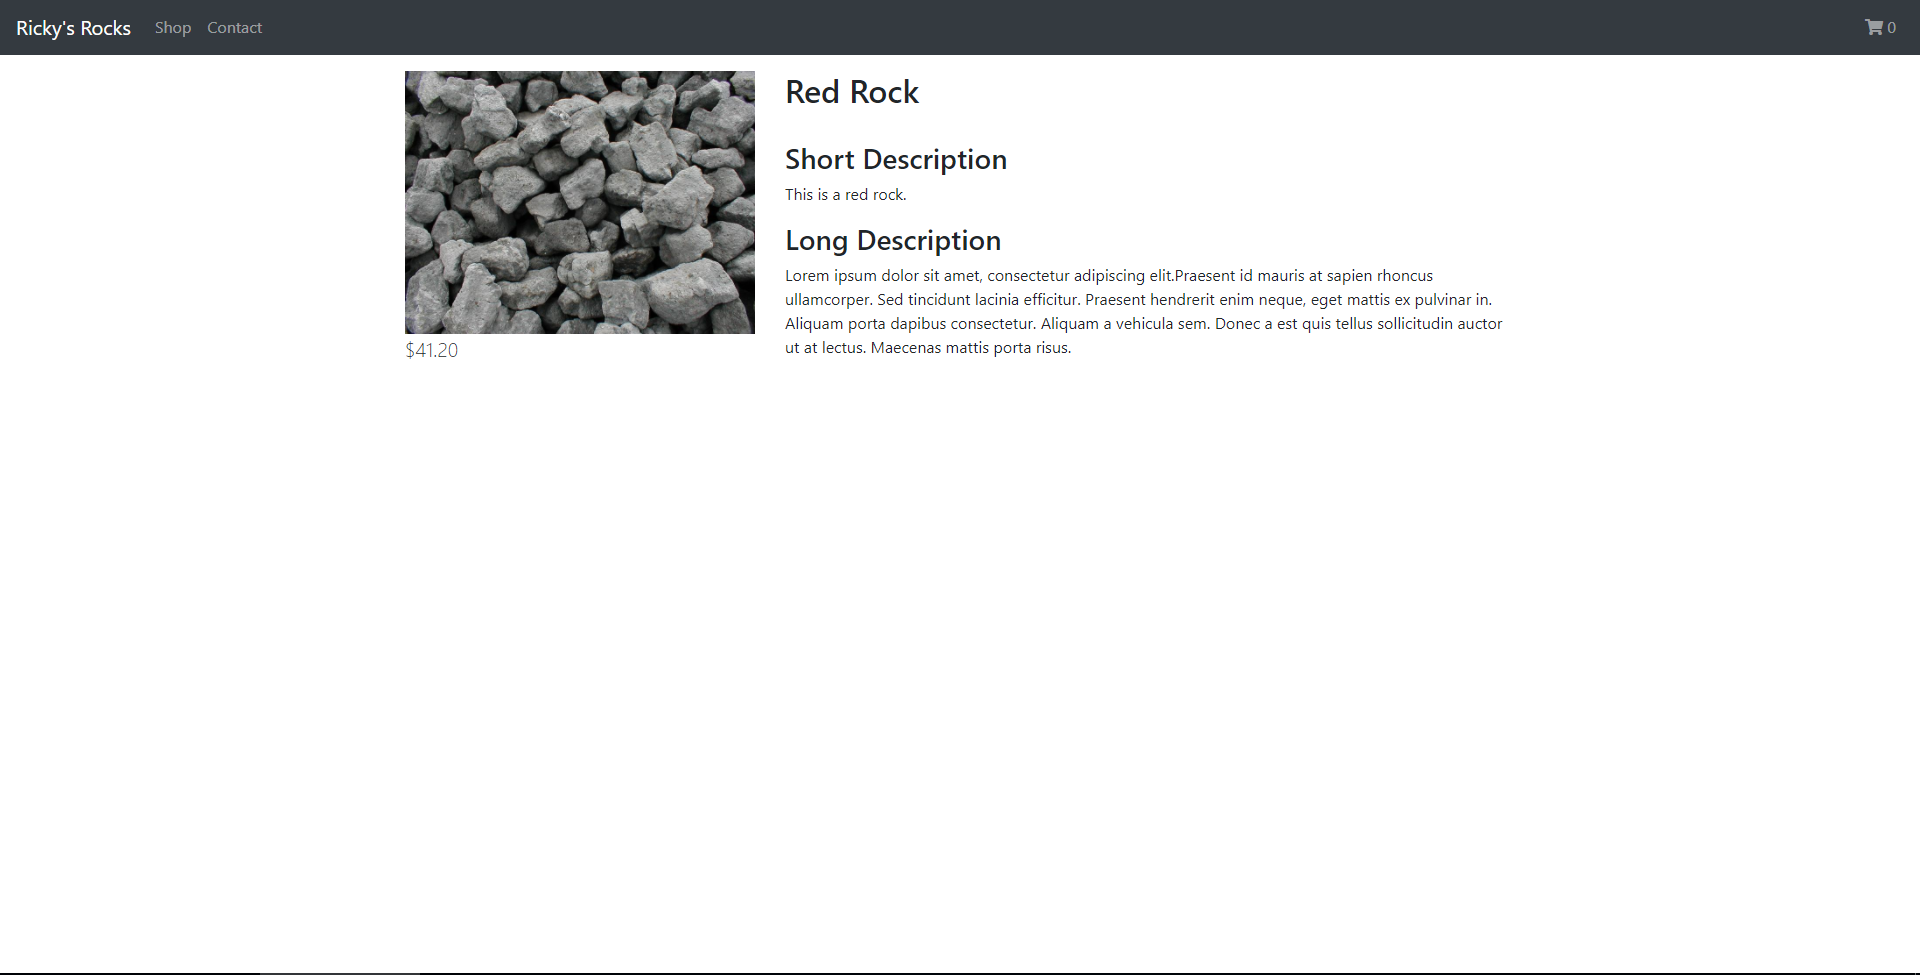 Ricky's Rocks Shop Contact 0
Red Rock
Short Description
This is a red rock.
Long Description
Lorem ipsum dolor sit amet, consectetur adipiscing elit.Praesent id mauris at sapien rhoncus
ullamcorper. Sed tincidunt lacinia efficitur. Praesent hendrerit enim neque, eget mattis ex pulvinar in.
Aliquam porta dapibus consectetur. Aliquam a vehicula sem. Donec a est quis tellus sollicitudin auctor
ut at lectus. Maecenas mattis porta risus.
$41.20